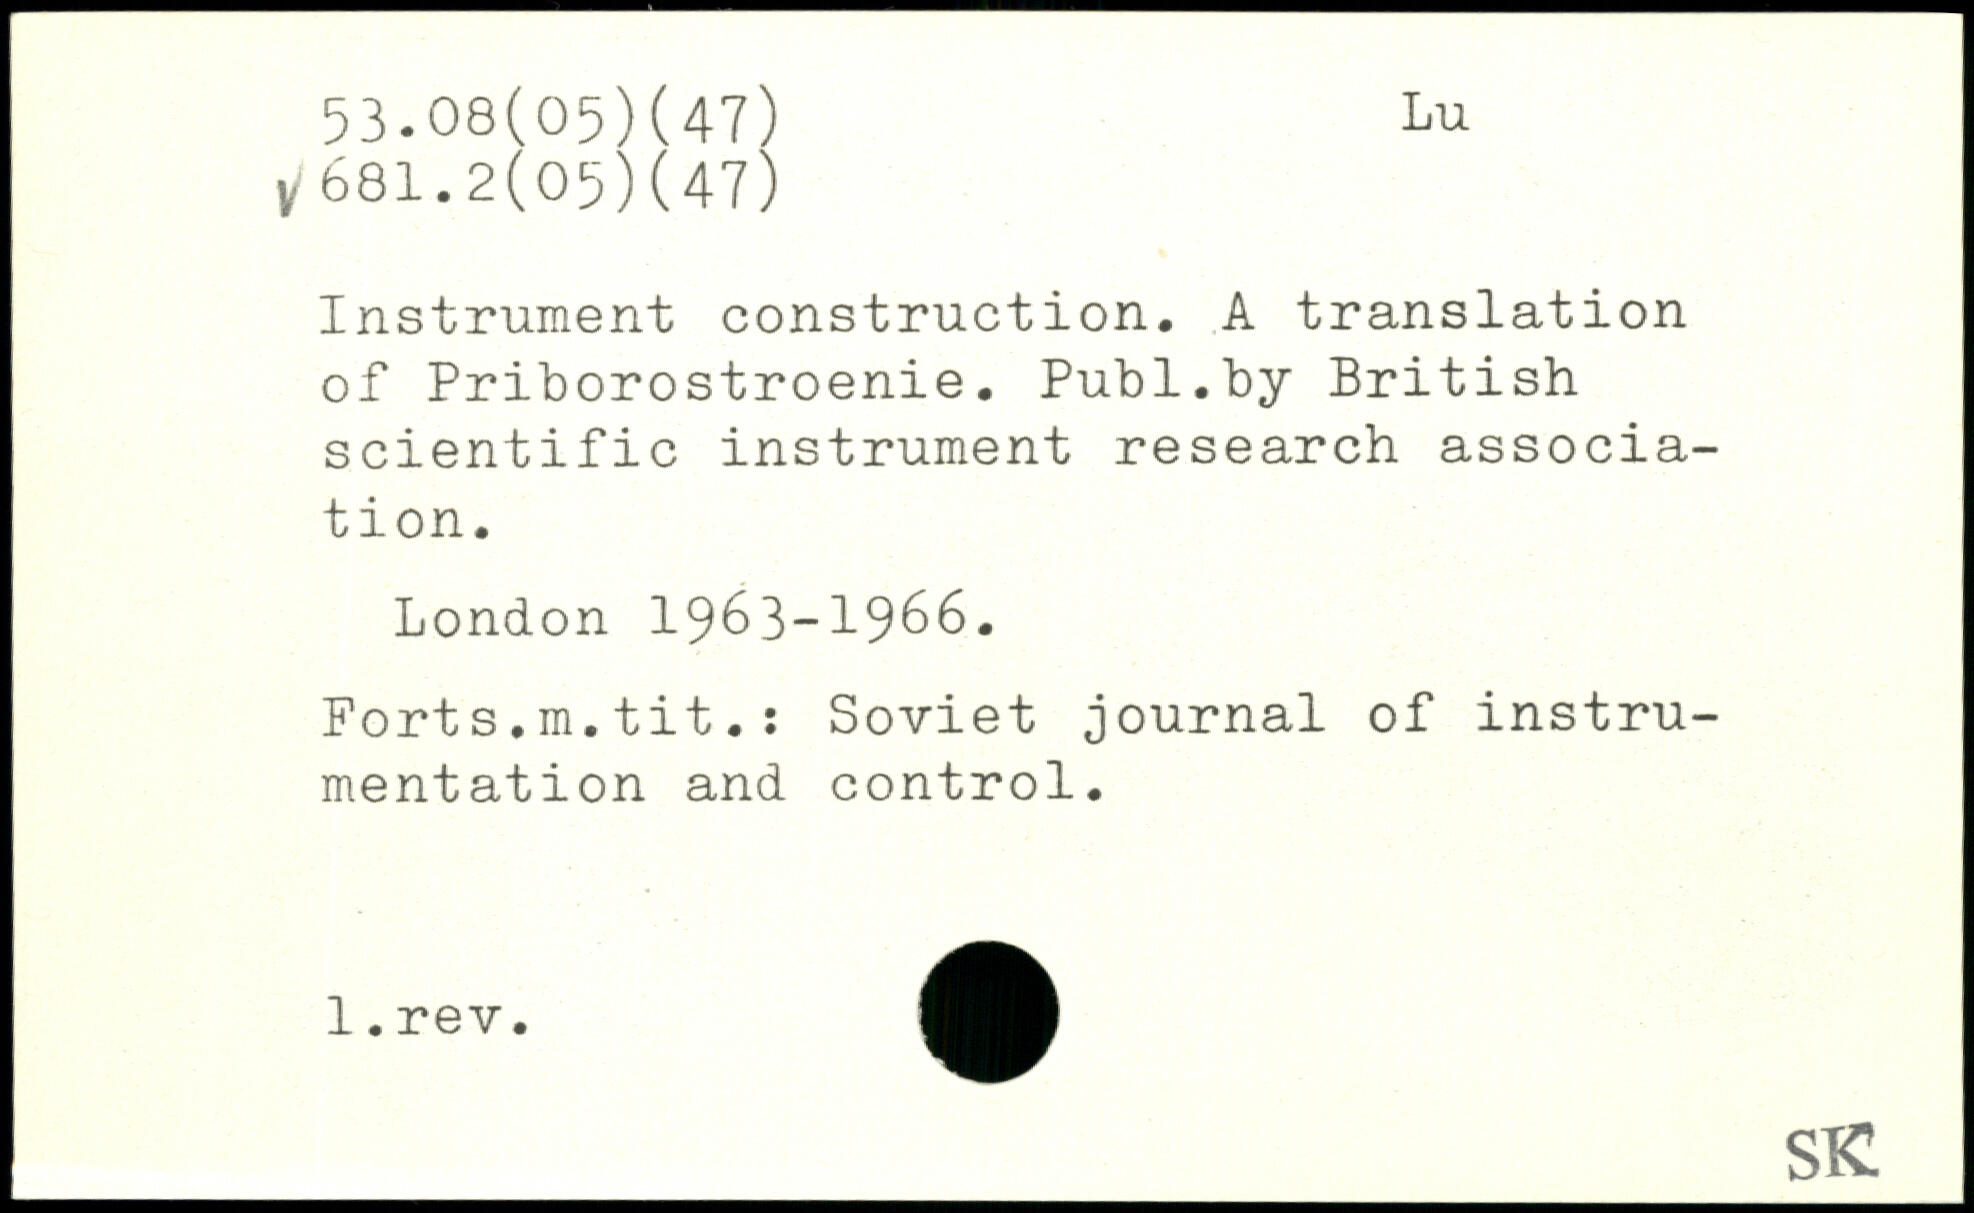 53.08(05)(47) Lu
✓681.2(05)(47)
Instrument construction. A translation
of Priborostroenie. Publ.by British
scientific instrument research associa-
tion.
London 1963-1966.
Forts.m.tit.: Soviet journal of instru-
mentation and control.
1.rev.
SK